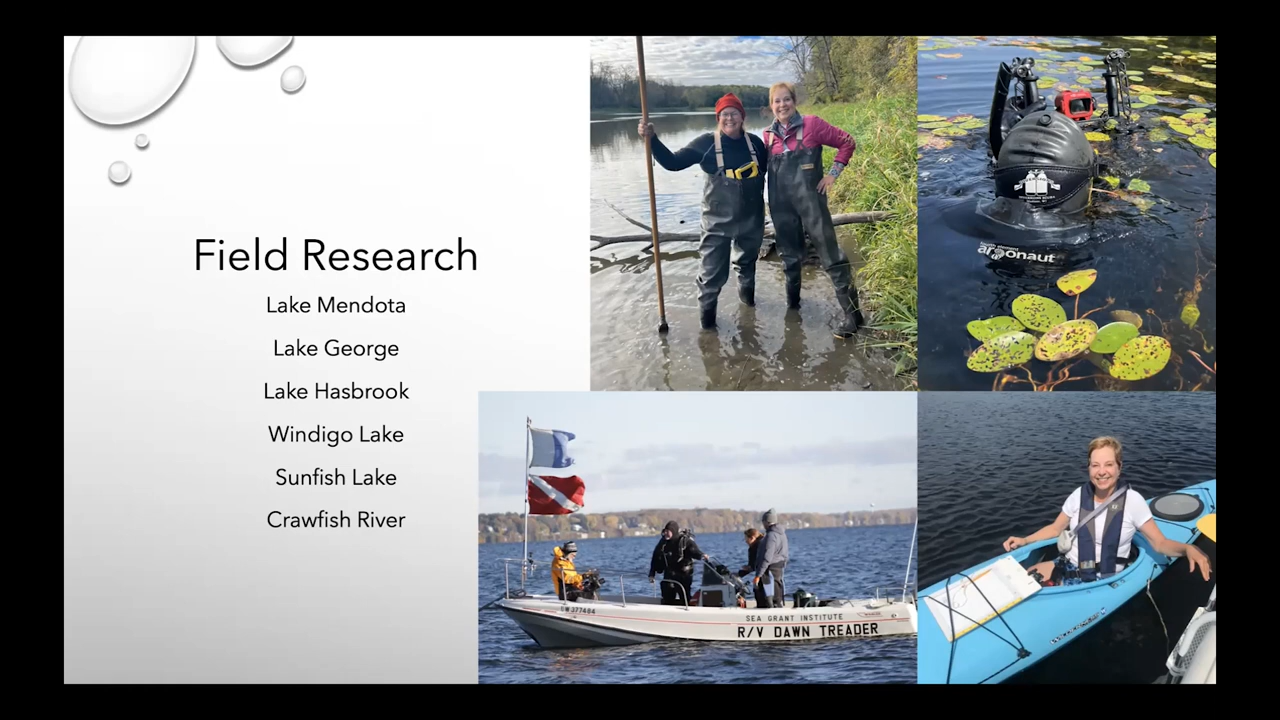 Field Research
Lake Mendota
Lake George
Lake Hasbrook
Windigo Lake
Sunfish Lake
Crawfish River
argonaut
SEA GRANT INSTITUTE
R/V DAWN TREADER